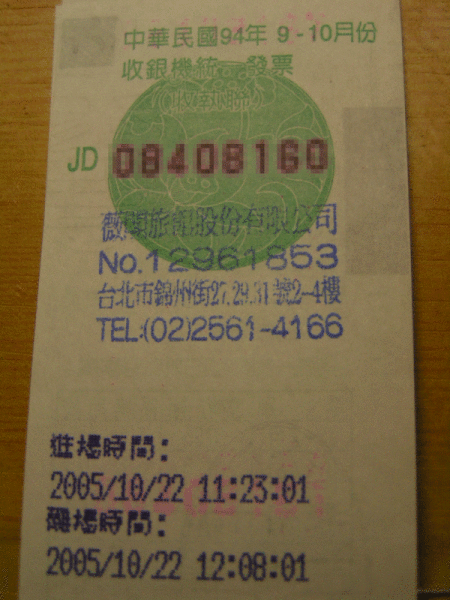 中華民國94年 9-10月份
收銀機統一發票
(收執聯)
JD 08408160
薇閣旅館股份有限公司
No.12961853
台北市錦州街27.29.31號2-4樓
TEL:(02)2561-4166
進場時間:
2005/10/22 11:23:01
離場時間:
2005/10/22 12:08:01